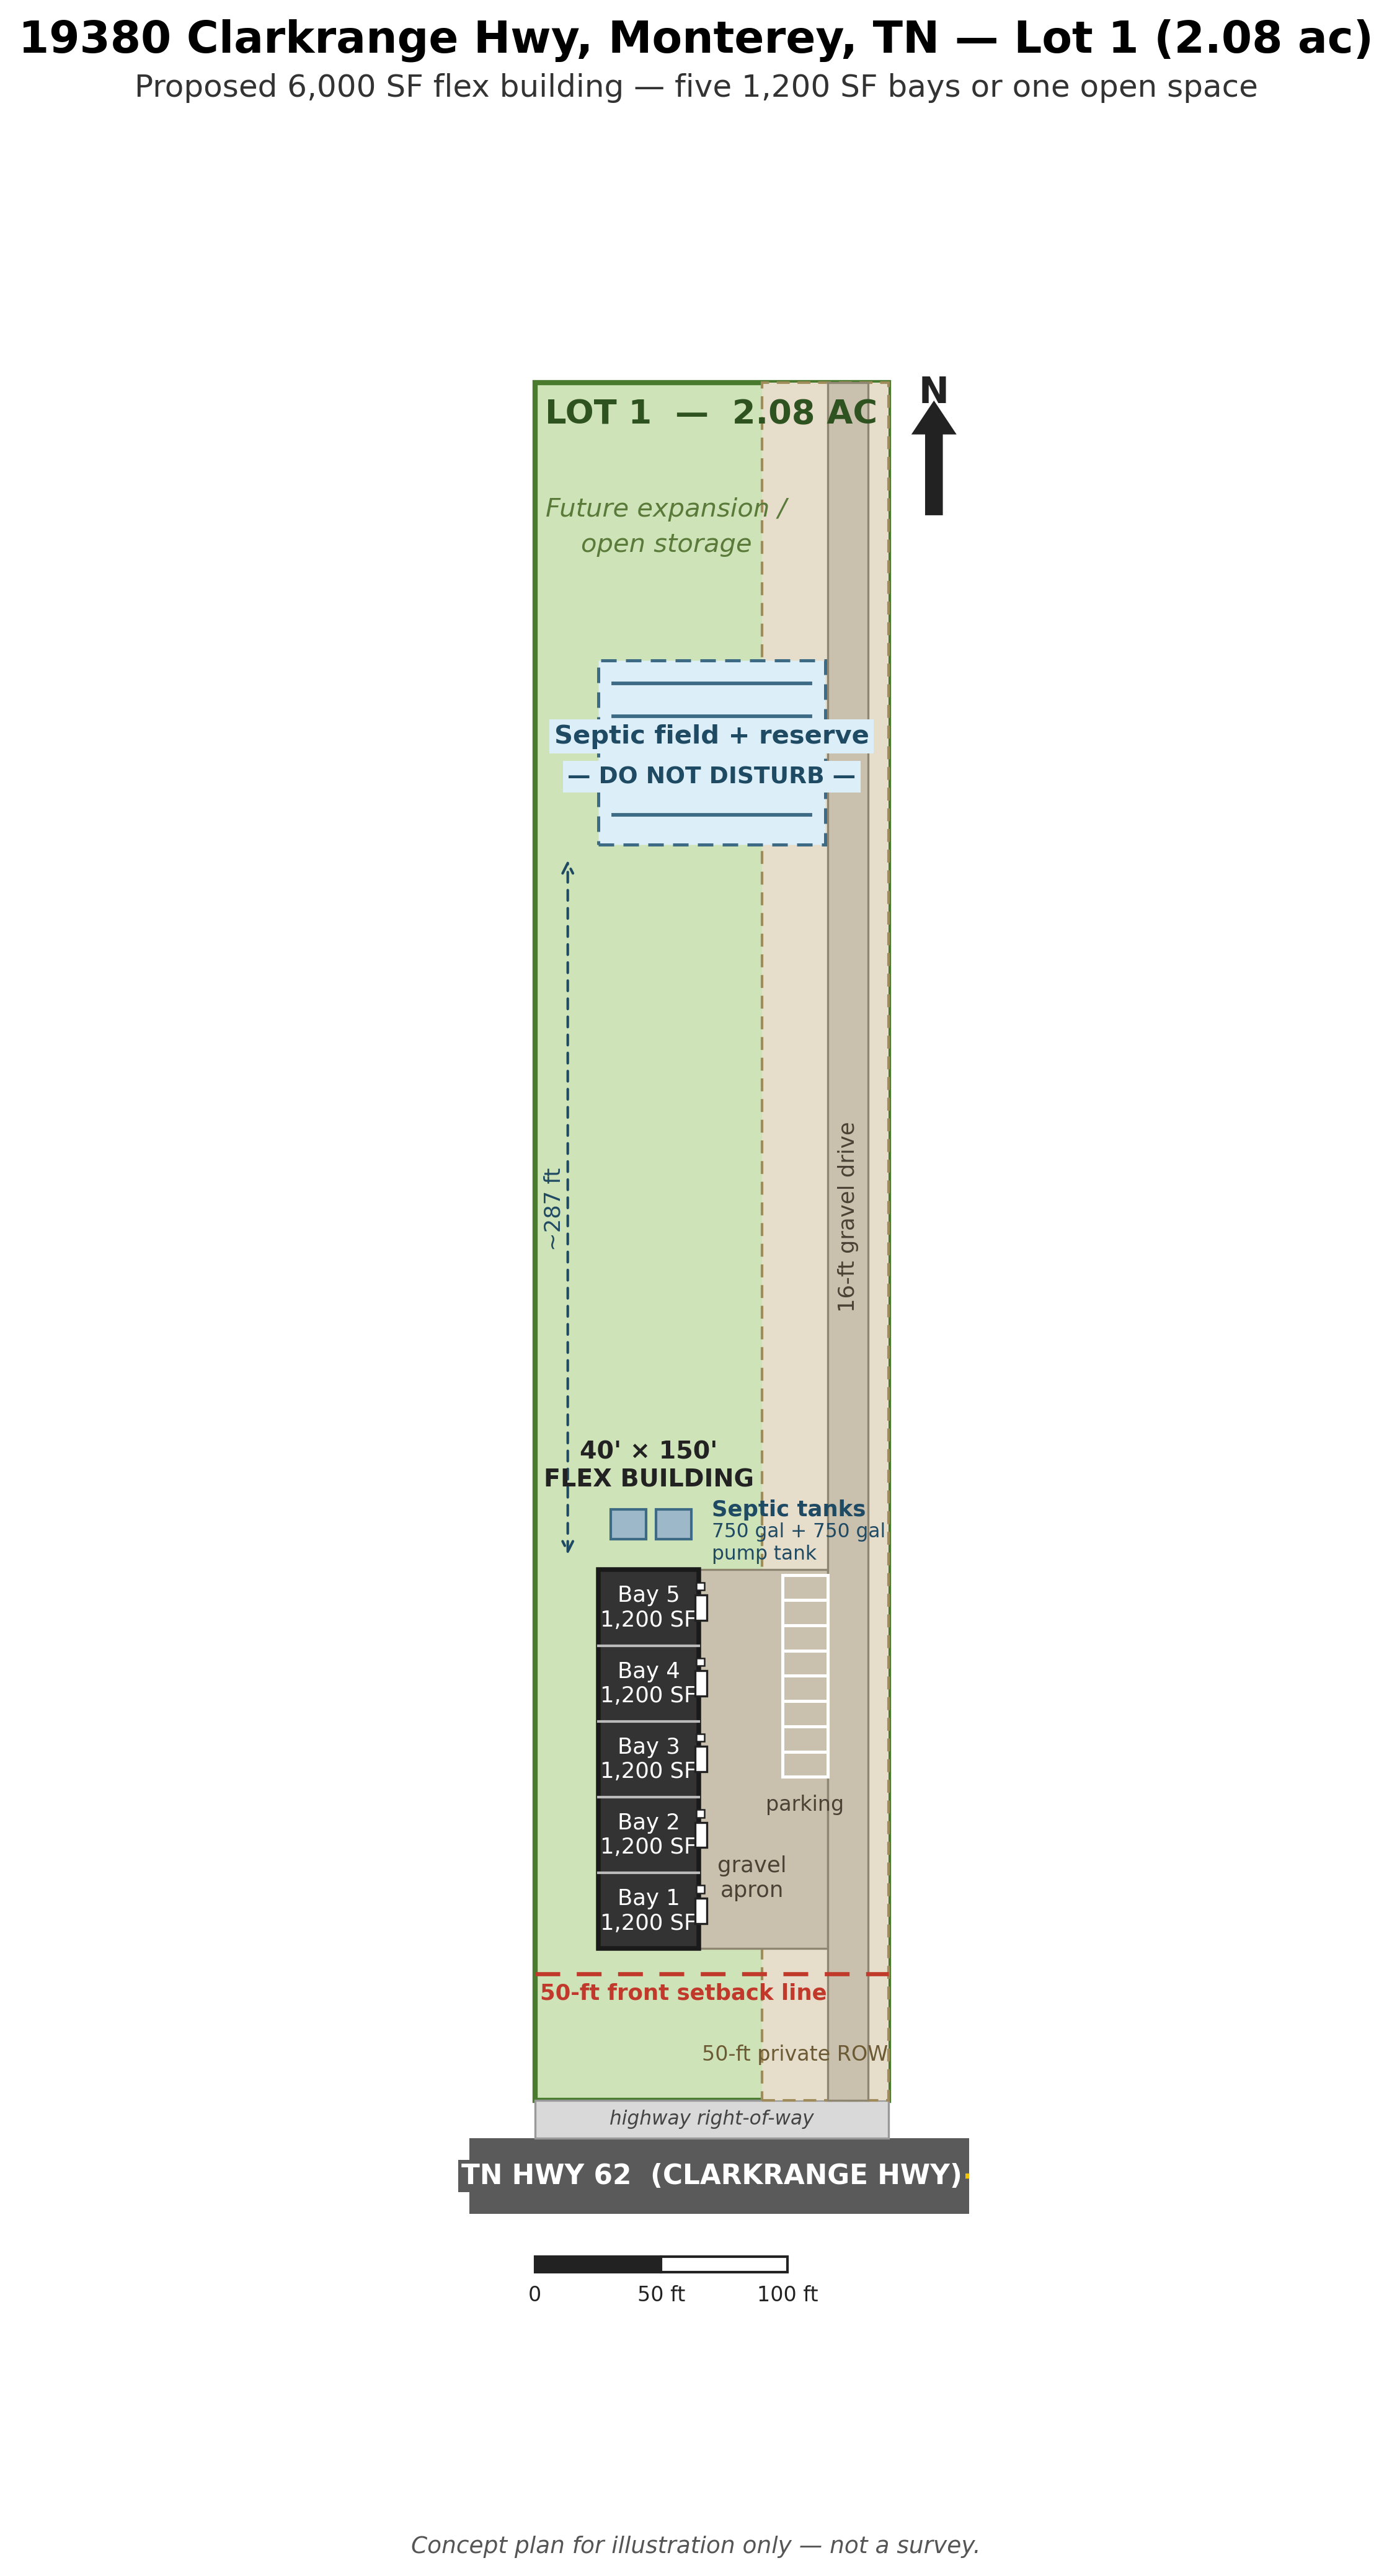 19380 Clarkrange Hwy, Monterey, TN — Lot 1 (2.08 ac)
Proposed 6,000 SF flex building — five 1,200 SF bays or one open space
N
LOT 1 — 2.08 AC
Future expansion /
open storage
Septic field + reserve
— DO NOT DISTURB —
~287 ft
16-ft gravel drive
40' × 150'
FLEX BUILDING
Septic tanks
750 gal + 750 gal
pump tank
Bay 5
1,200 SF
Bay 4
1,200 SF
Bay 3
1,200 SF
parking
Bay 2
1,200 SF
gravel
apron
Bay 1
1,200 SF
50-ft front setback line
50-ft private ROW
highway right-of-way
TN HWY 62 (CLARKRANGE HWY)
0 50 ft 100 ft
Concept plan for illustration only — not a survey.